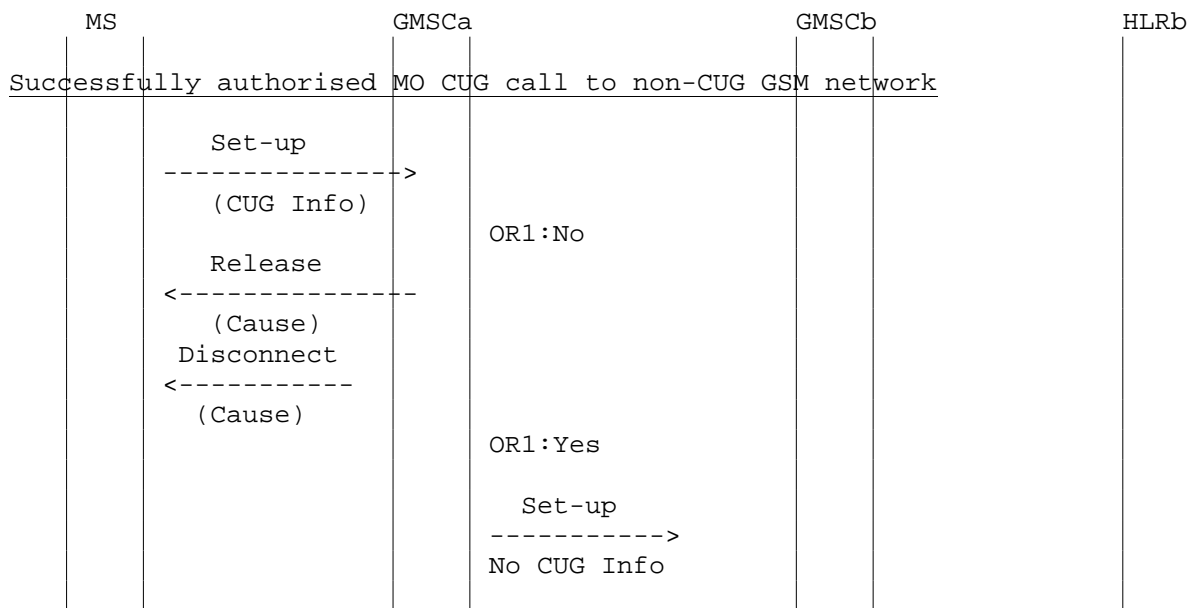 MS GMSCa GMSCb HLRb
Successfully authorised MO CUG call to non-CUG GSM network
Set-up
--------------->
(CUG Info)
OR1:No
Release
<---------------
(Cause)
Disconnect
<-----------
(Cause)
OR1:Yes
Set-up
----------->
No CUG Info